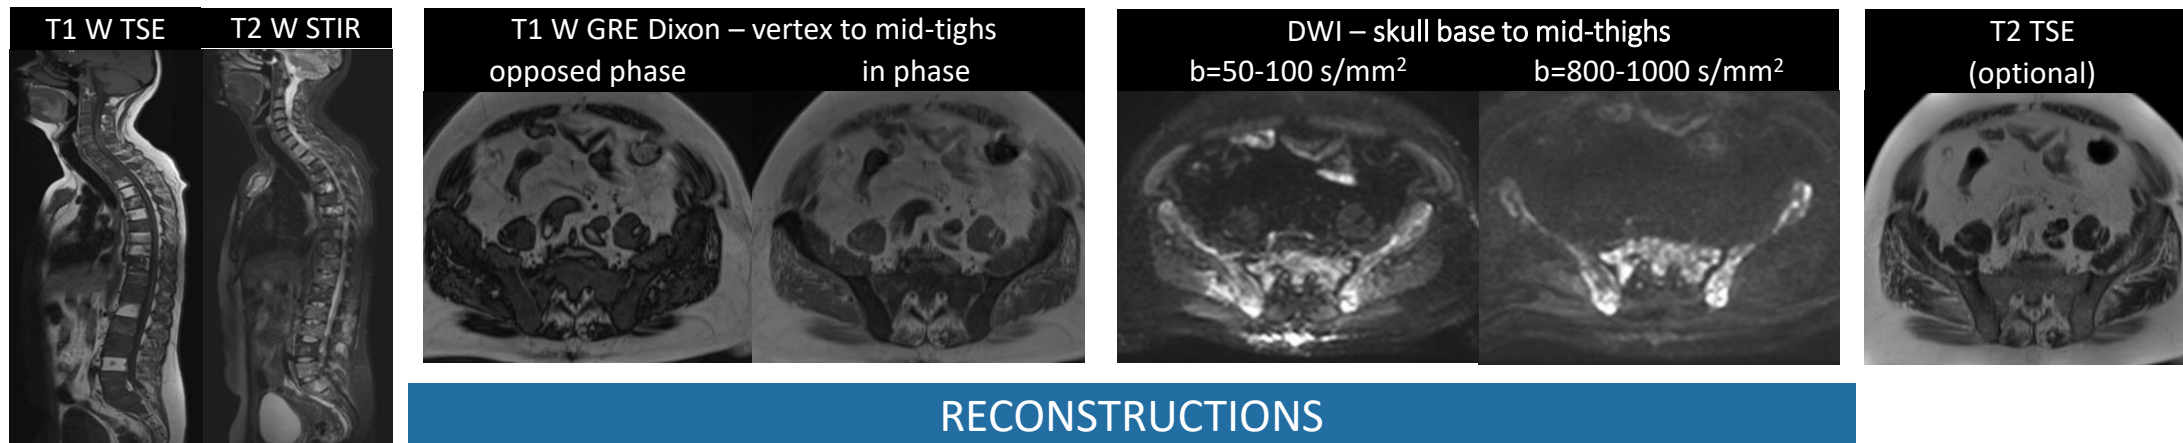 T1 W TSE
T2 W STIR
T1 W GRE Dixon – vertex to mid-tighs
opposed phase
in phase
DWI – skull base to mid-thighs
b=50-100 s/mm²
b=800-1000 s/mm²
T2 TSE
(optional)
RECONSTRUCTIONS